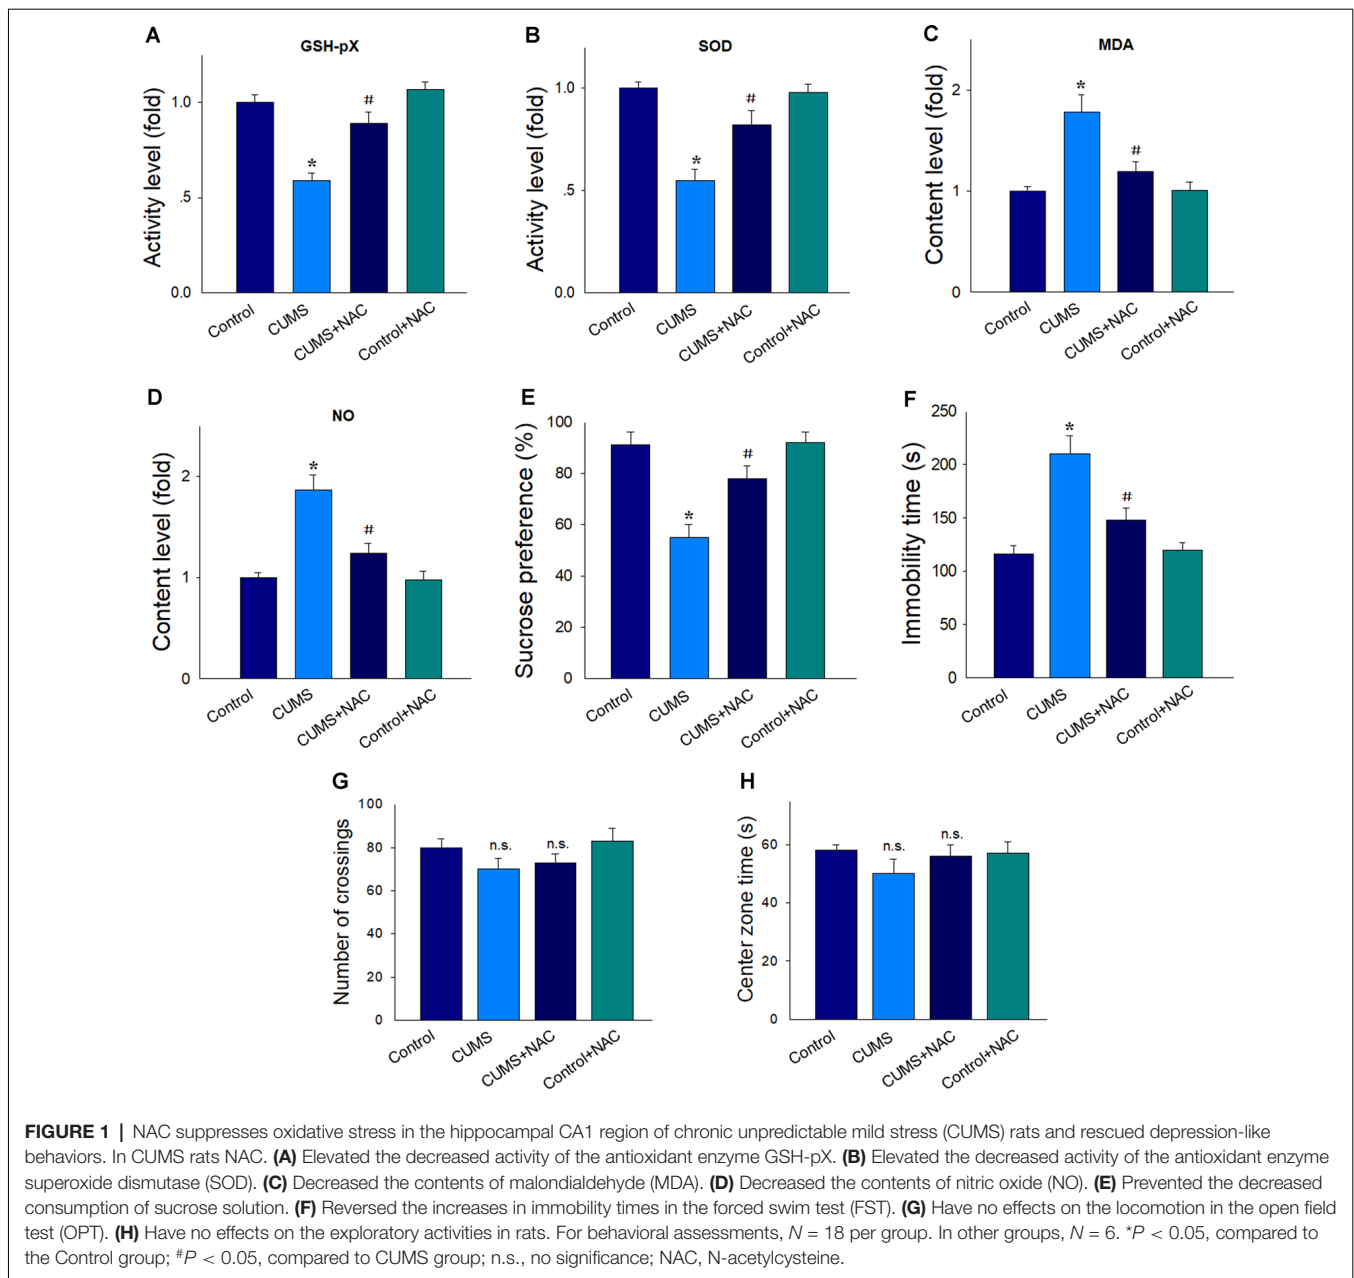 A
GSH-pX
Activity level (fold)
1.0
.5
0.0
*
#
Control
CUMS
CUMS+NAC
Control+NAC
B
SOD
Activity level (fold)
1.0
.5
0.0
*
#
Control
CUMS
CUMS+NAC
Control+NAC
C
MDA
Content level (fold)
2
1
0
*
#
Control
CUMS
CUMS+NAC
Control+NAC
D
NO
Content level (fold)
2
1
0
*
#
Control
CUMS
CUMS+NAC
Control+NAC
E
Sucrose preference (%)
100
80
60
40
20
0
*
#
Control
CUMS
CUMS+NAC
Control+NAC
F
Immobility time (s)
250
200
150
100
50
0
*
#
Control
CUMS
CUMS+NAC
Control+NAC
G
Number of crossings
100
80
60
40
20
0
n.s.
n.s.
Control
CUMS
CUMS+NAC
Control+NAC
H
Center zone time (s)
60
40
20
0
n.s.
n.s.
Control
CUMS
CUMS+NAC
Control+NAC
FIGURE 1 | NAC suppresses oxidative stress in the hippocampal CA1 region of chronic unpredictable mild stress (CUMS) rats and rescued depression-like
behaviors. In CUMS rats NAC. (A) Elevated the decreased activity of the antioxidant enzyme GSH-pX. (B) Elevated the decreased activity of the antioxidant enzyme
superoxide dismutase (SOD). (C) Decreased the contents of malondialdehyde (MDA). (D) Decreased the contents of nitric oxide (NO). (E) Prevented the decreased
consumption of sucrose solution. (F) Reversed the increases in immobility times in the forced swim test (FST). (G) Have no effects on the locomotion in the open field
test (OPT). (H) Have no effects on the exploratory activities in rats. For behavioral assessments, N = 18 per group. In other groups, N = 6. *P < 0.05, compared to
the Control group; #P < 0.05, compared to CUMS group; n.s., no significance; NAC, N-acetylcysteine.